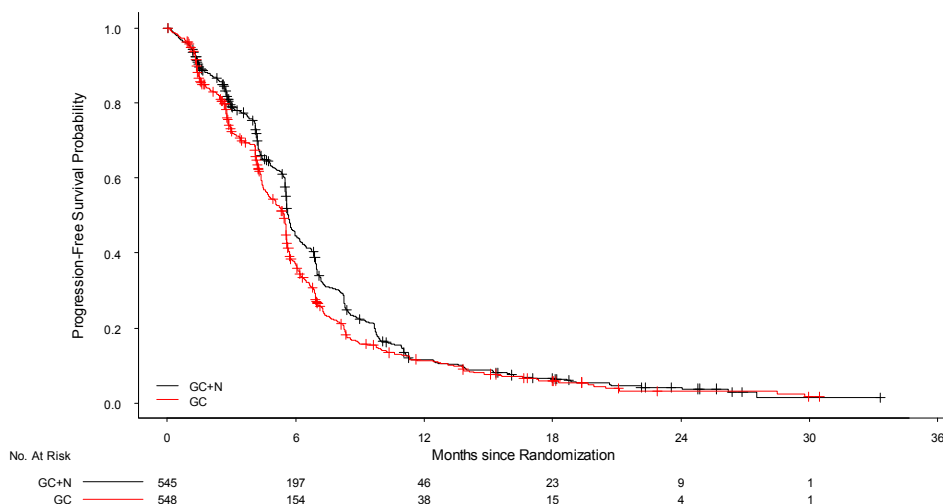 Progression-Free Survival Probability
1.0
0.8
0.6
0.4
0.2
0.0
GC+N
GC
0 6 12 18 24 30 36
Months since Randomization
No. At Risk
GC+N 545 197 46 23 9 1
GC 548 154 38 15 4 1